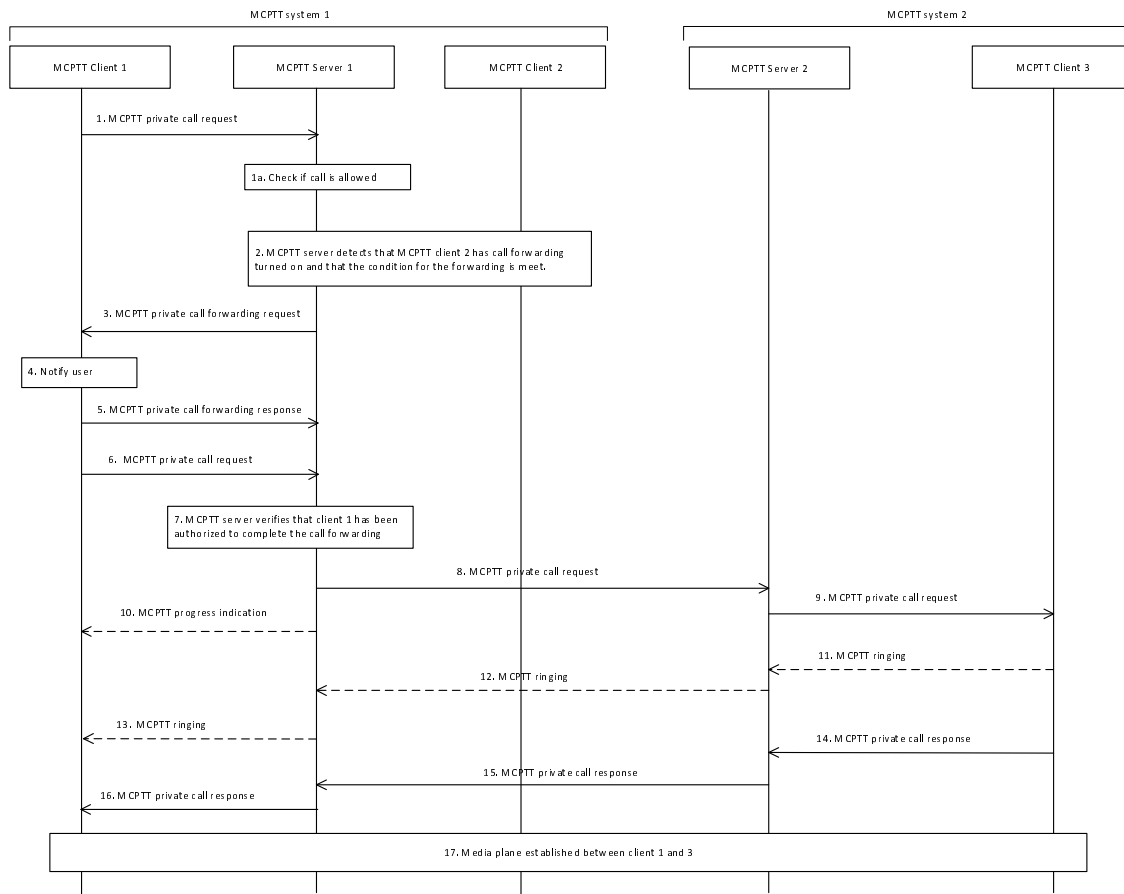 MCPTT system 1
MCPTT system 2
MCPTT Client 1
MCPTT Server 1
MCPTT Client 2
MCPTT Server 2
MCPTT Client 3
1. MCPTT private call request
1a. Check if call is allowed
2. MCPTT server detects that MCPTT client 2 has call forwarding
turned on and that the condition for the forwarding is meet.
3. MCPTT private call forwarding request
4. Notify user
5. MCPTT private call forwarding response
6. MCPTT private call request
7. MCPTT server verifies that client 1 has been
authorized to complete the call forwarding
8. MCPTT private call request
9. MCPTT private call request
10. MCPTT progress indication
11. MCPTT ringing
12. MCPTT ringing
13. MCPTT ringing
14. MCPTT private call response
15. MCPTT private call response
16. MCPTT private call response
17. Media plane established between client 1 and 3